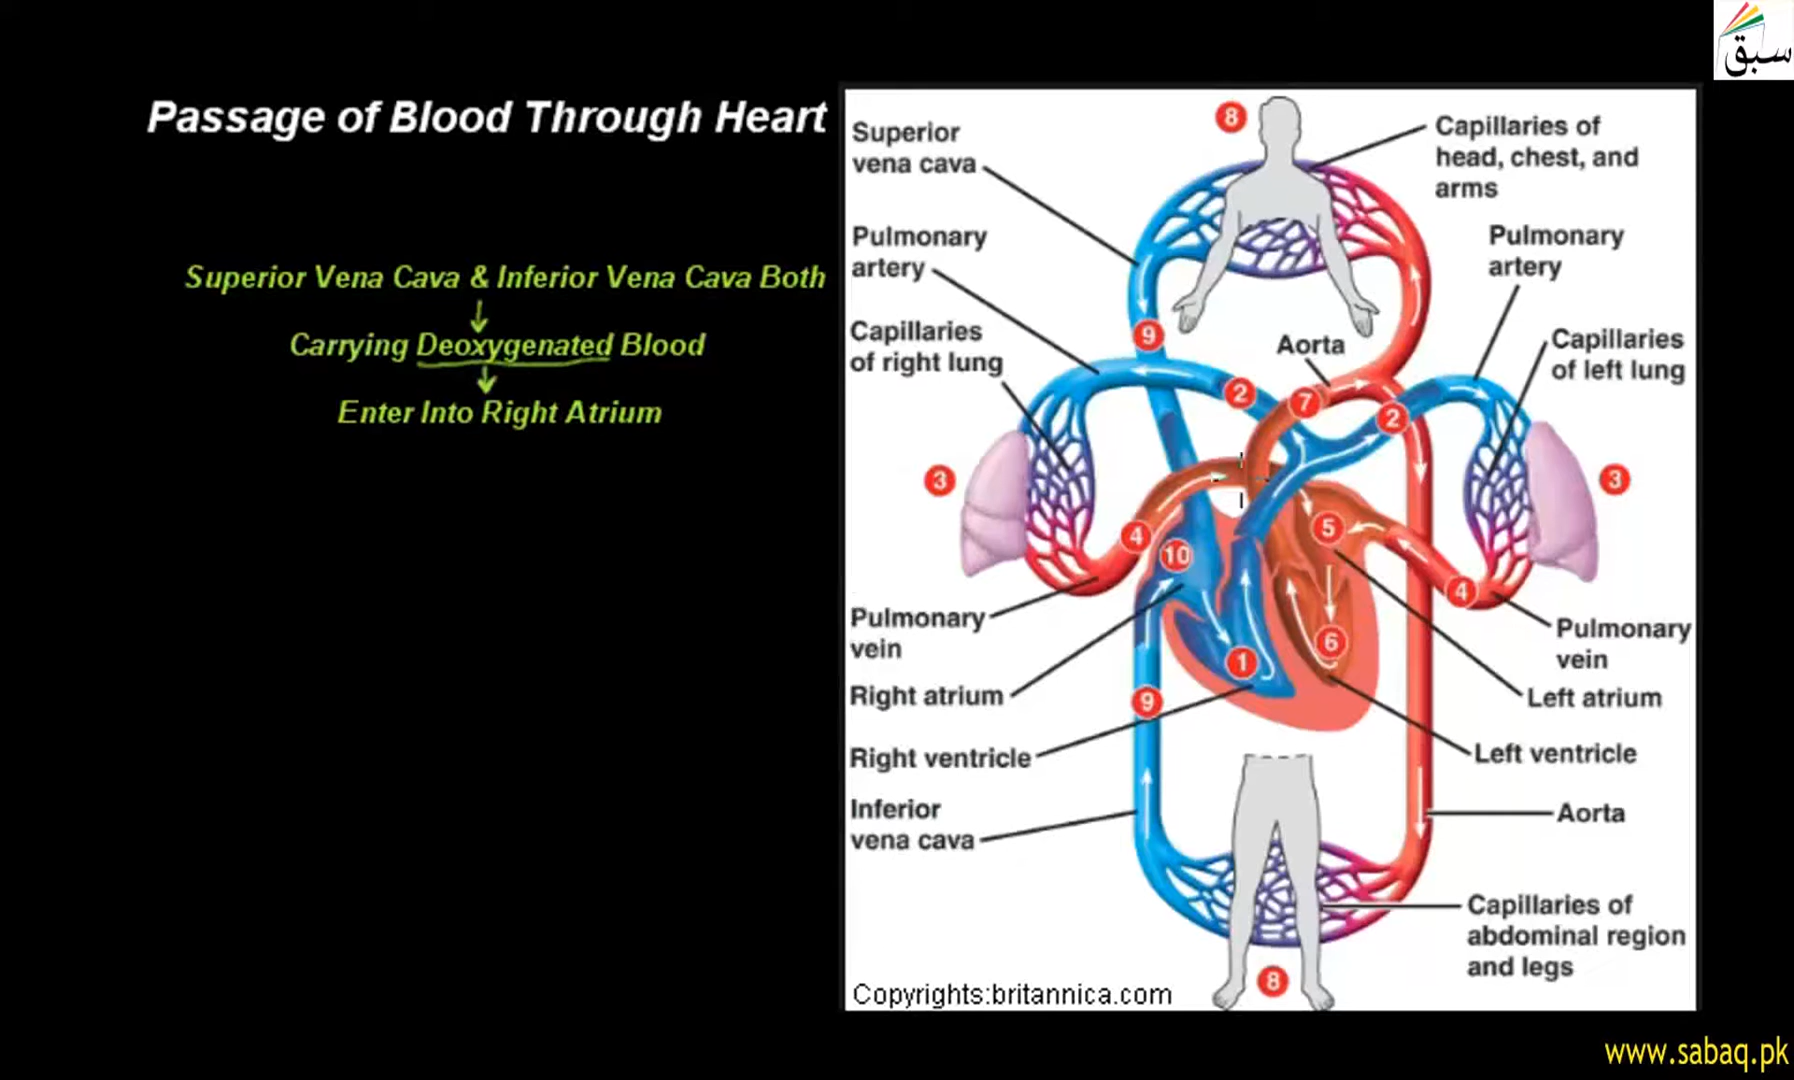 سبق
Passage of Blood Through Heart
Superior Vena Cava & Inferior Vena Cava Both
Carrying Deoxygenated Blood
Enter Into Right Atrium
Superior
vena cava
Pulmonary
artery
Capillaries
of right lung
Pulmonary
vein
Right atrium
Right ventricle
Inferior
vena cava
8
Capillaries of
head, chest, and
arms
Pulmonary
artery
Capillaries
of left lung
Aorta
9
2
7
2
3
3
4
10
5
4
6
1
9
Pulmonary
vein
Left atrium
Left ventricle
Aorta
Capillaries of
abdominal region
and legs
8
Copyrights:britannica.com
www.sabaq.pk